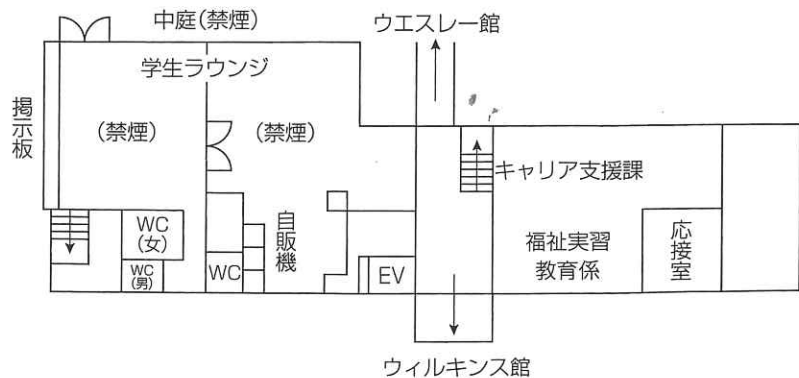 中庭(禁煙)
ウエスレー館
学生ラウンジ
掲示板
(禁煙)
(禁煙)
キャリア支援課
WC
(女)
WC
(男)
WC
自販機
EV
福祉実習
教育係
応接室
ウィルキンス館